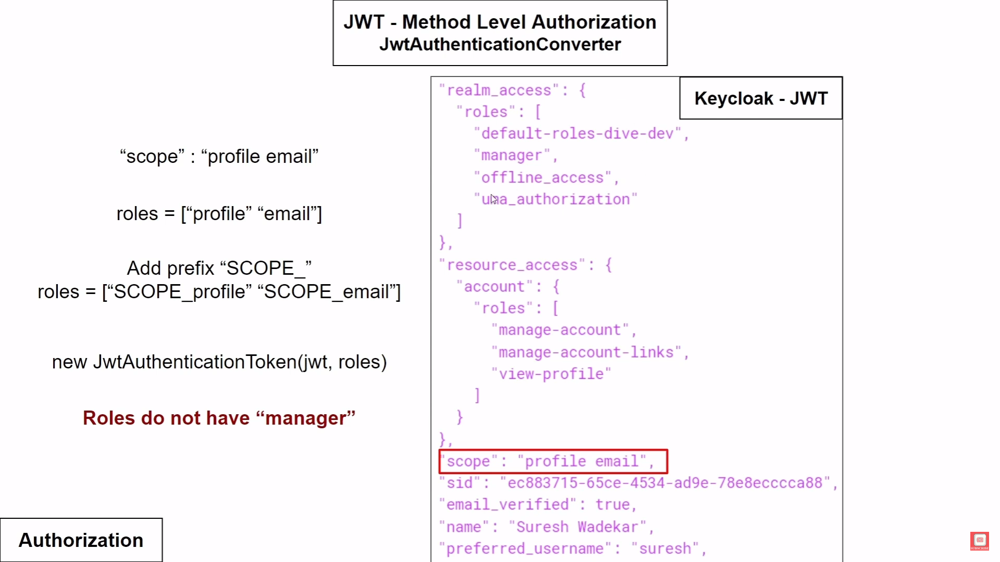 JWT - Method Level Authorization
JwtAuthenticationConverter
Keycloak - JWT
“scope” : “profile email”
roles = [“profile” “email”]
Add prefix “SCOPE_”
roles = [“SCOPE_profile” “SCOPE_email”]
new JwtAuthenticationToken(jwt, roles)
Roles do not have “manager”
Authorization
"realm_access": {
"roles": [
"default-roles-dive-dev",
"manager",
"offline_access",
"uma_authorization"
]
},
"resource_access": {
"account": {
"roles": [
"manage-account",
"manage-account-links",
"view-profile"
]
}
},
"scope": "profile email",
"sid": "ec883715-65ce-4534-ad9e-78e8ecccca88",
"email_verified": true,
"name": "Suresh Wadekar",
"preferred_username": "suresh",
SUBSCRIBE